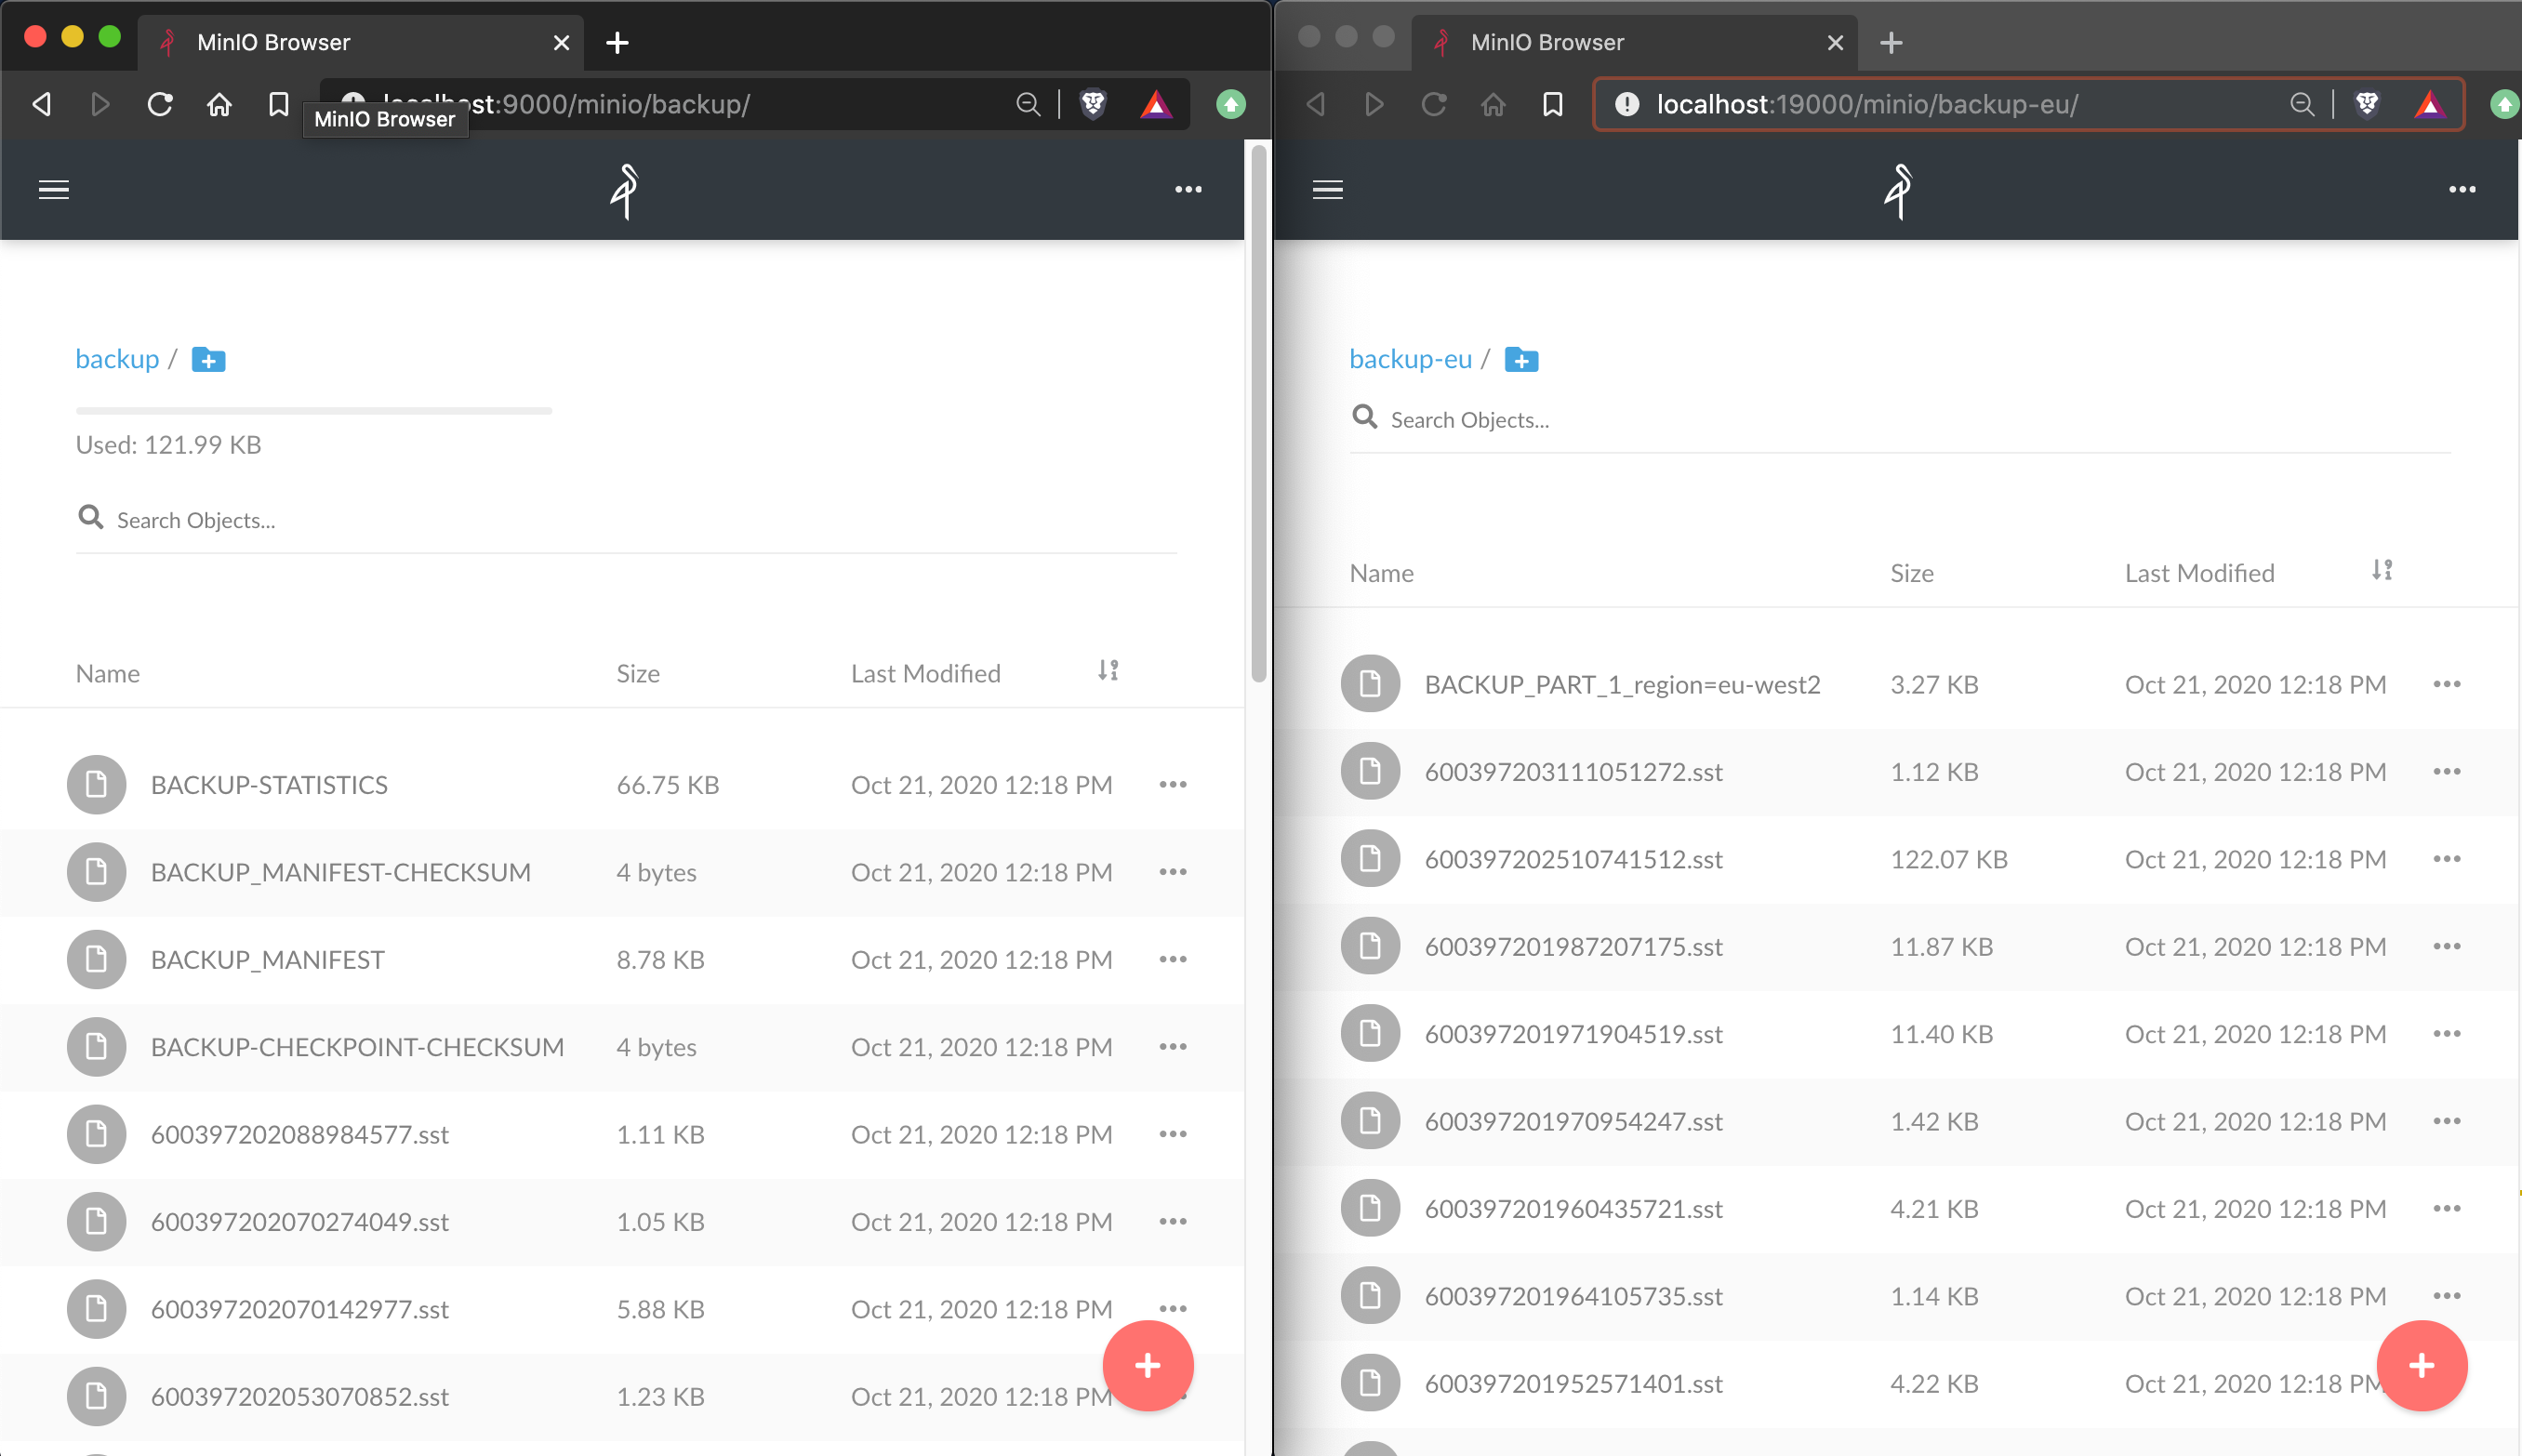 MinIO Browser
localhost:9000/minio/backup/
MinIO Browser
backup /
Used: 121.99 KB
Search Objects...
Name Size Last Modified
BACKUP-STATISTICS 66.75 KB Oct 21, 2020 12:18 PM
BACKUP_MANIFEST-CHECKSUM 4 bytes Oct 21, 2020 12:18 PM
BACKUP_MANIFEST 8.78 KB Oct 21, 2020 12:18 PM
BACKUP-CHECKPOINT-CHECKSUM 4 bytes Oct 21, 2020 12:18 PM
600397202088984577.sst 1.11 KB Oct 21, 2020 12:18 PM
600397202070274049.sst 1.05 KB Oct 21, 2020 12:18 PM
600397202070142977.sst 5.88 KB Oct 21, 2020 12:18 PM
600397202053070852.sst 1.23 KB Oct 21, 2020 12:18 PM
MinIO Browser
localhost:19000/minio/backup-eu/
backup-eu /
Search Objects...
Name Size Last Modified
BACKUP_PART_1_region=eu-west2 3.27 KB Oct 21, 2020 12:18 PM
600397203111051272.sst 1.12 KB Oct 21, 2020 12:18 PM
600397202510741512.sst 122.07 KB Oct 21, 2020 12:18 PM
600397201987207175.sst 11.87 KB Oct 21, 2020 12:18 PM
600397201971904519.sst 11.40 KB Oct 21, 2020 12:18 PM
600397201970954247.sst 1.42 KB Oct 21, 2020 12:18 PM
600397201960435721.sst 4.21 KB Oct 21, 2020 12:18 PM
600397201964105735.sst 1.14 KB Oct 21, 2020 12:18 PM
600397201952571401.sst 4.22 KB Oct 21, 2020 12:18 PM